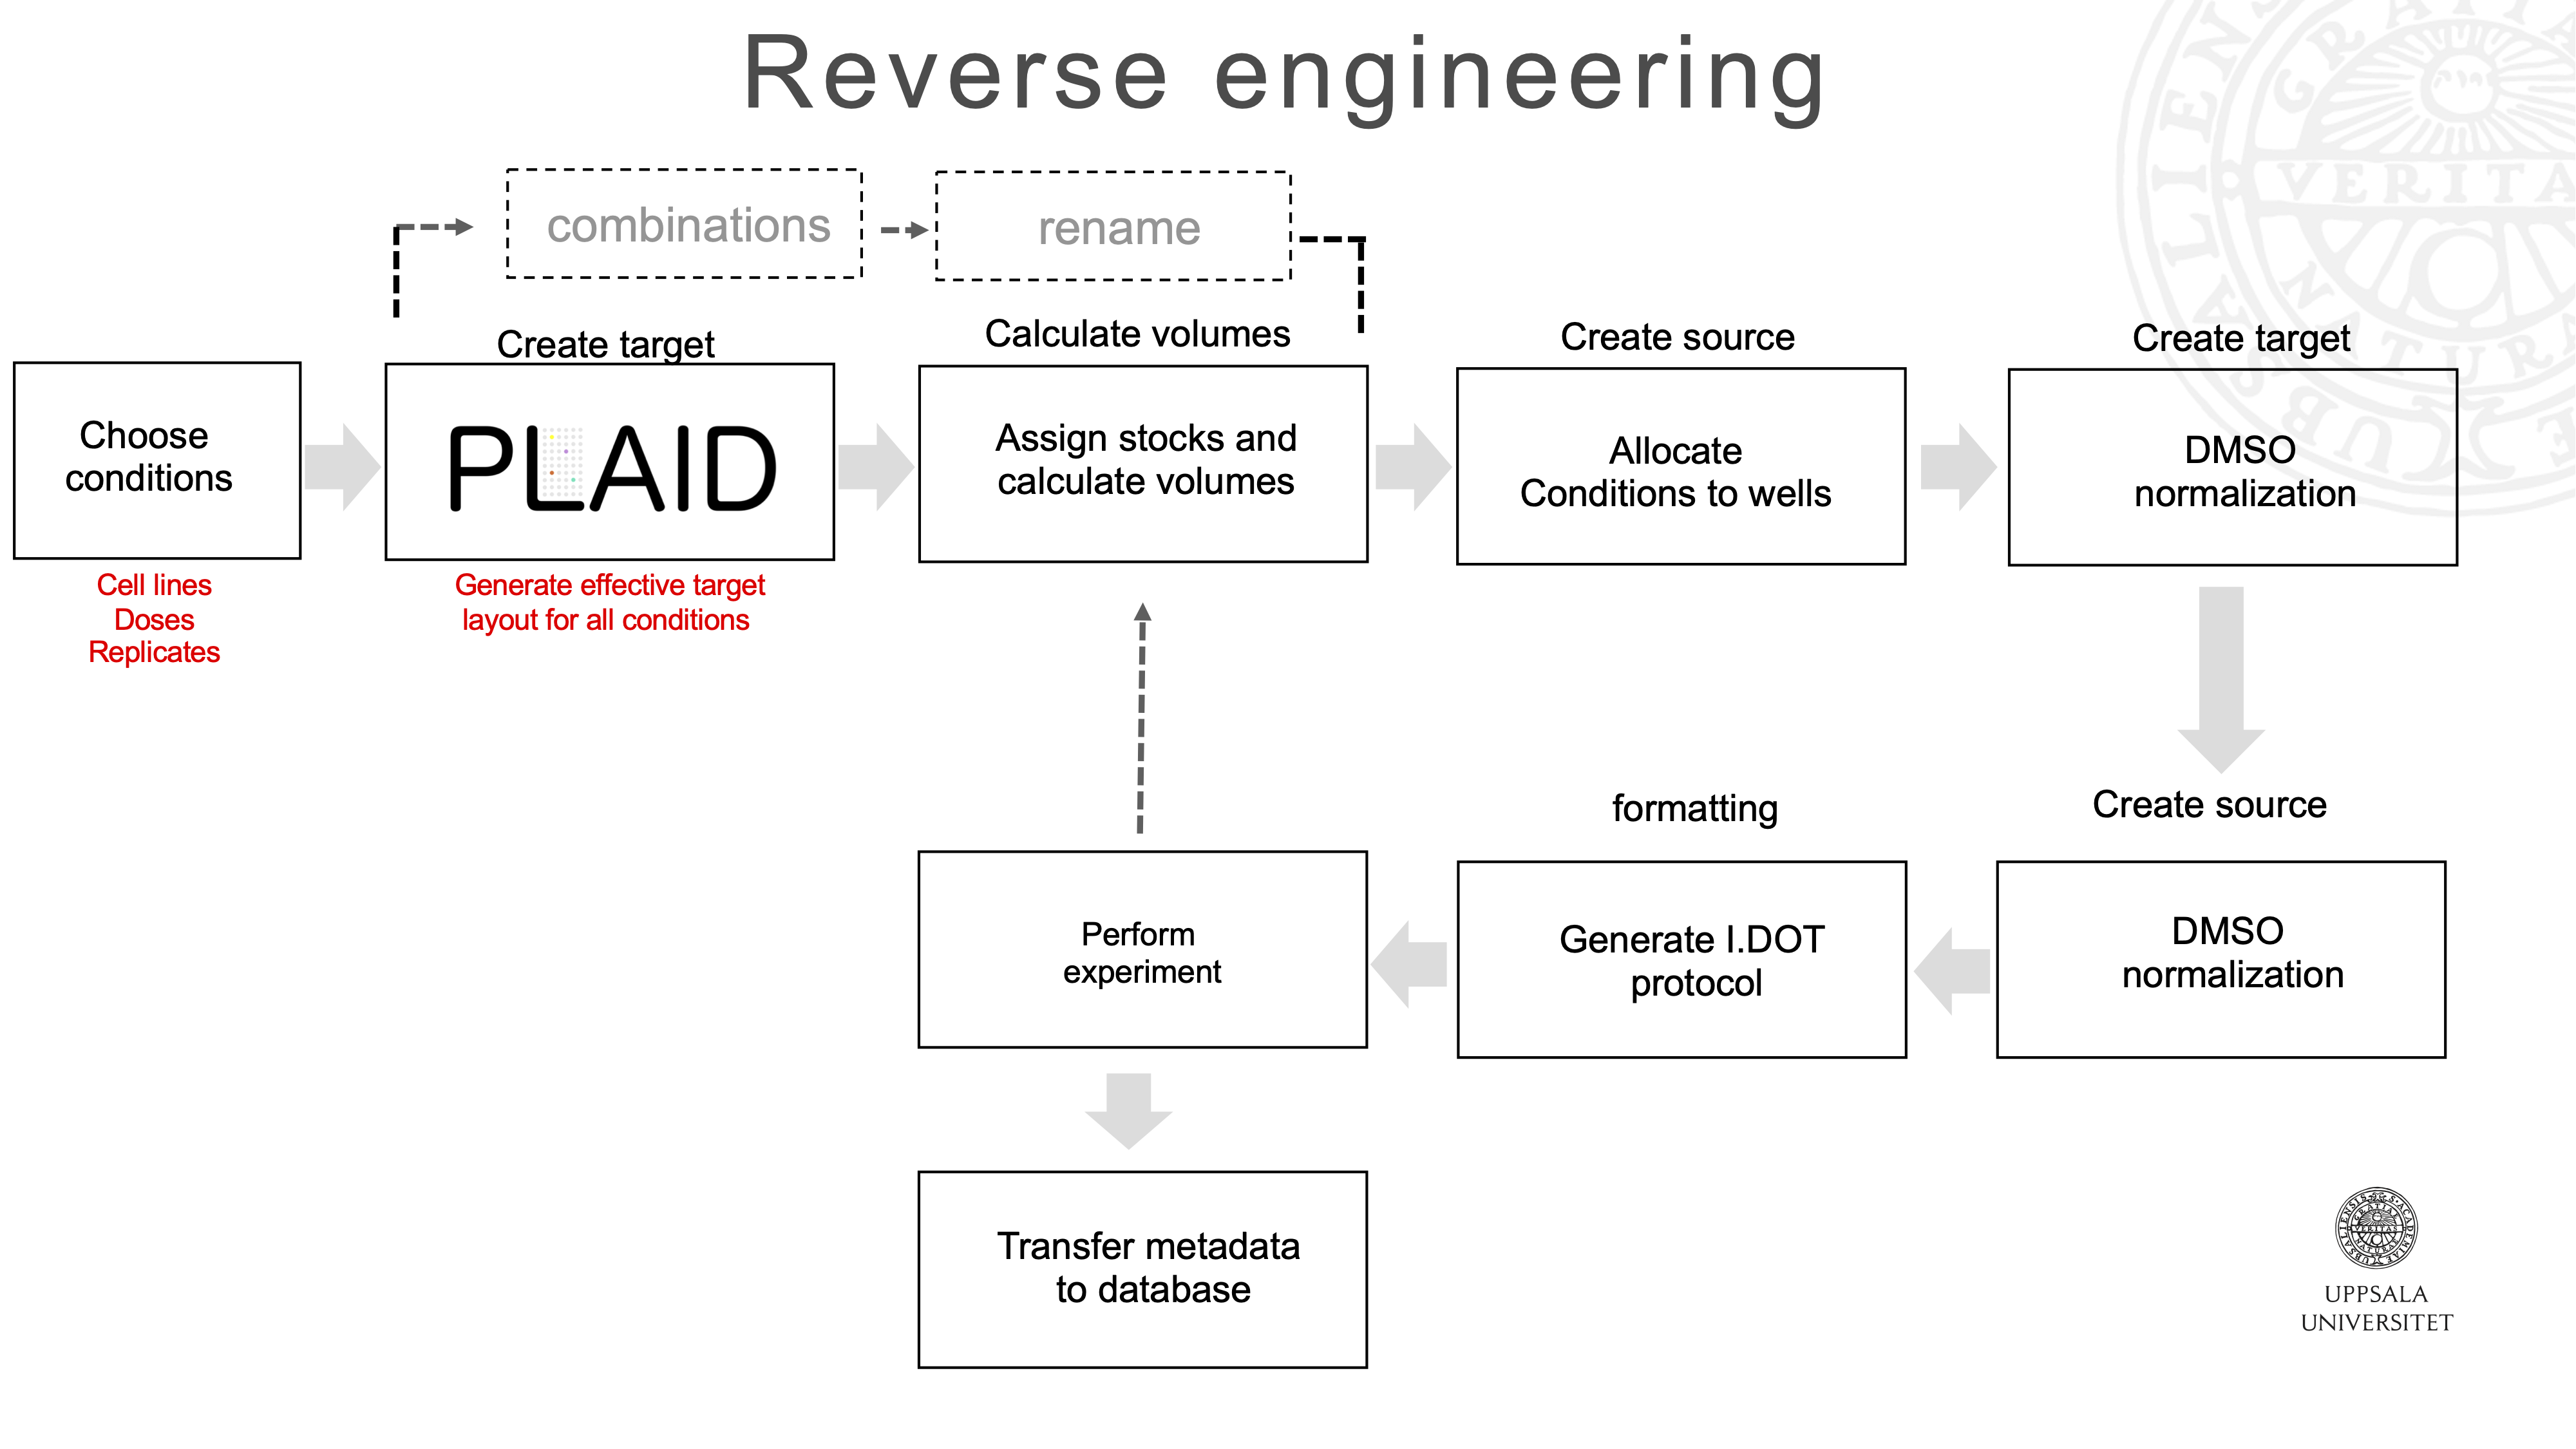 Reverse engineering
combinations
rename
Create target
Calculate volumes
Create source
Create target
Choose
conditions
PLAID
Assign stocks and
calculate volumes
Allocate
Conditions to wells
DMSO
normalization
Cell lines
Doses
Replicates
Generate effective target
layout for all conditions
formatting
Create source
Perform
experiment
Generate I.DOT
protocol
DMSO
normalization
Transfer metadata
to database
UPPSALA
UNIVERSITET